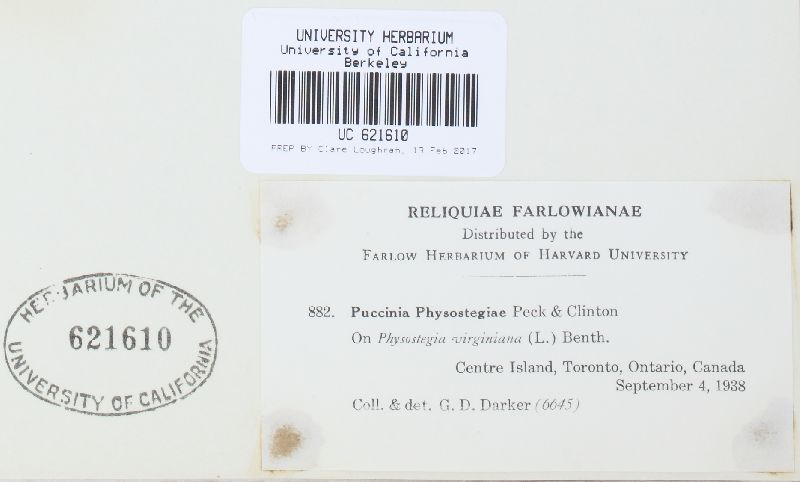 UNIVERSITY HERBARIUM
University of California
Berkeley
UC 621610
PREP BY Clare Loughran, 13 Feb 2017
RELIQUIAE FARLOWIANAE
Distributed by the
FARLOW HERBARIUM OF HARVARD UNIVERSITY
882. Puccinia Physostegiae Peck & Clinton
On Physostegia virginiana (L.) Benth.
Centre Island, Toronto, Ontario, Canada
September 4, 1938
Coll. & det. G. D. Darker (6645)
HERBARIUM OF THE
621610
UNIVERSITY OF CALIFORNIA